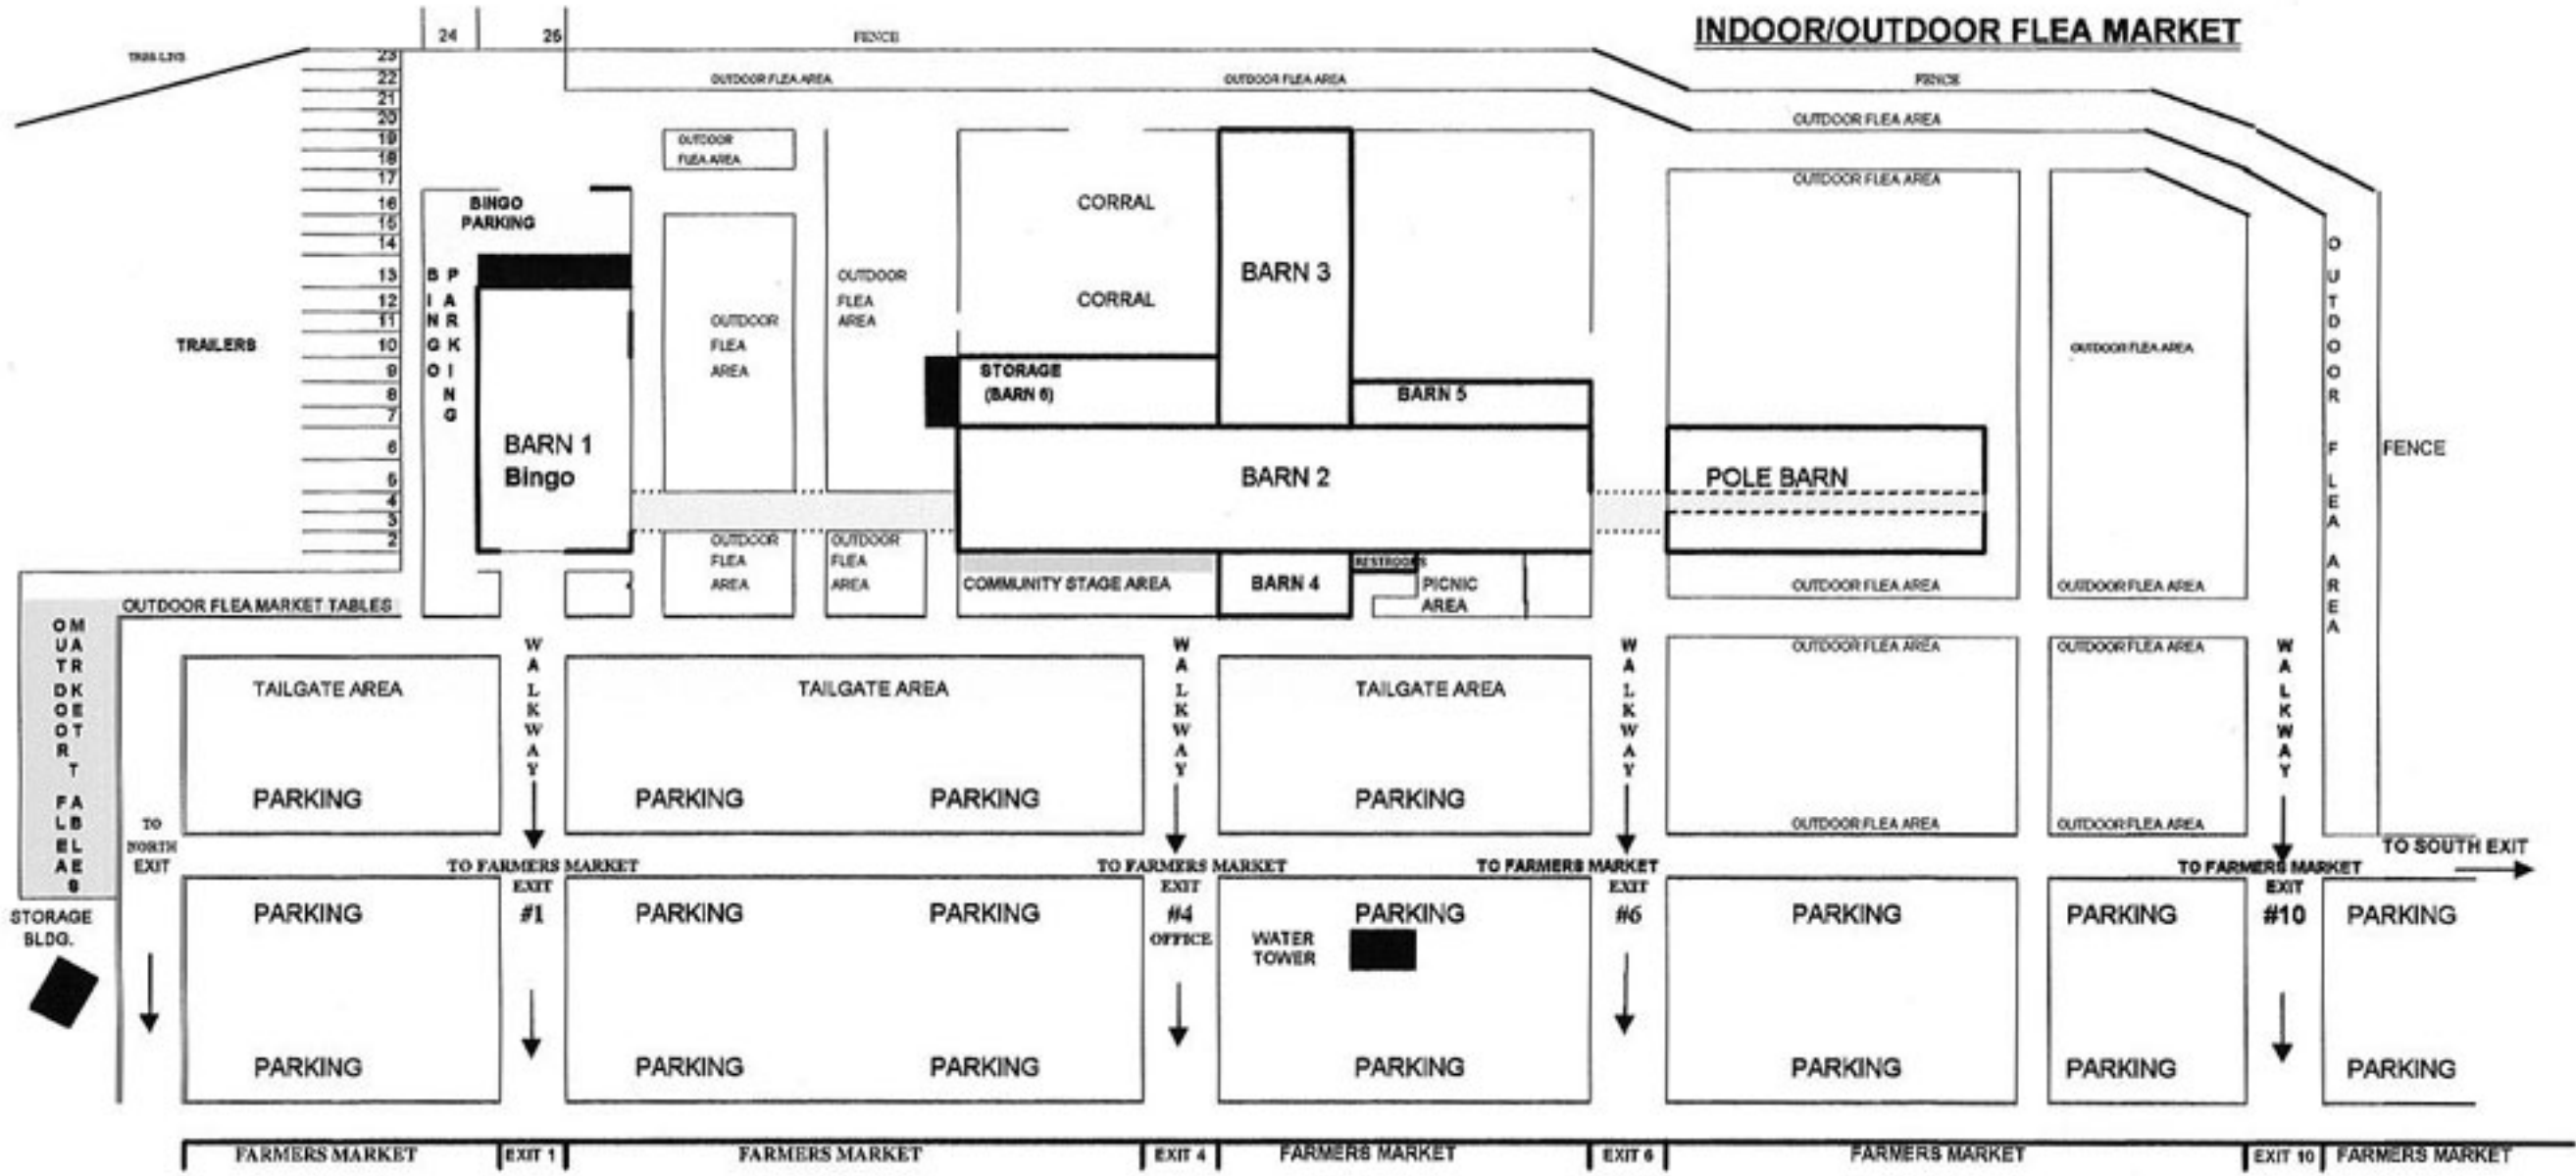 INDOOR/OUTDOOR FLEA MARKET
24
25
FENCE
23
22
21
20
19
18
17
16
15
14
13
12
11
10
9
8
7
6
5
4
3
2
OUTDOOR FLEA AREA
OUTDOOR FLEA AREA
FENCE
OUTDOOR FLEA AREA
OUTDOOR
FLEA AREA
OUTDOOR FLEA AREA
BINGO
PARKING
CORRAL
CORRAL
BARN 3
BINGO
PARKING
OUTDOOR
FLEA
AREA
OUTDOOR
FLEA
AREA
TRAILERS
STORAGE
(BARN 6)
BARN 5
OUTDOOR FLEA AREA
OUTDOOR FLEA AREA
FENCE
BARN 1
Bingo
BARN 2
POLE BARN
OUTDOOR
FLEA
AREA
OUTDOOR
FLEA
AREA
COMMUNITY STAGE AREA
BARN 4
RESTROOMS
PICNIC
AREA
OUTDOOR FLEA AREA
OUTDOOR FLEA AREA
OUTDOOR FLEA MARKET TABLES
OUTDOOR FLEA
MARKET TABLES
WALKWAY
WALKWAY
WALKWAY
WALKWAY
OUTDOOR FLEA AREA
OUTDOOR FLEA AREA
TAILGATE AREA
TAILGATE AREA
TAILGATE AREA
PARKING
PARKING
PARKING
PARKING
OUTDOOR FLEA AREA
OUTDOOR FLEA AREA
TO
NORTH
EXIT
TO SOUTH EXIT
TO FARMERS MARKET
EXIT
#1
TO FARMERS MARKET
EXIT
#4
OFFICE
TO FARMERS MARKET
EXIT
#6
TO FARMERS MARKET
EXIT
#10
STORAGE
BLDG.
PARKING
PARKING
PARKING
PARKING
PARKING
PARKING
PARKING
WATER
TOWER
PARKING
PARKING
PARKING
PARKING
PARKING
PARKING
PARKING
FARMERS MARKET
EXIT 1
FARMERS MARKET
EXIT 4
FARMERS MARKET
EXIT 6
FARMERS MARKET
EXIT 10
FARMERS MARKET